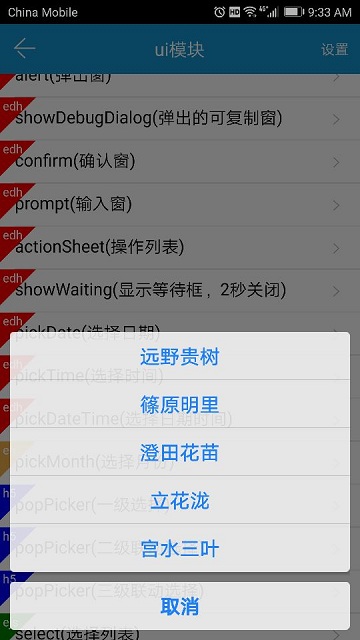 China Mobile HD 4G 9:33 AM
ui模块 设置
alert(弹出窗)
edh
showDebugDialog(弹出的可复制窗)
edh
confirm(确认窗)
edh
prompt(输入窗)
edh
actionSheet(操作列表)
edh
showWaiting(显示等待框，2秒关闭)
edh
pickDate(选择日期)
远野贵树
pickTime(选择时间)
篠原明里
pickDateTime(选择日期时间)
澄田花苗
pickMonth(选择月份)
立花泷
popPicker(一级选择)
宫水三叶
popPicker(二级联动选择)
h5
popPicker(三级联动选择)
取消
select(选择列表)